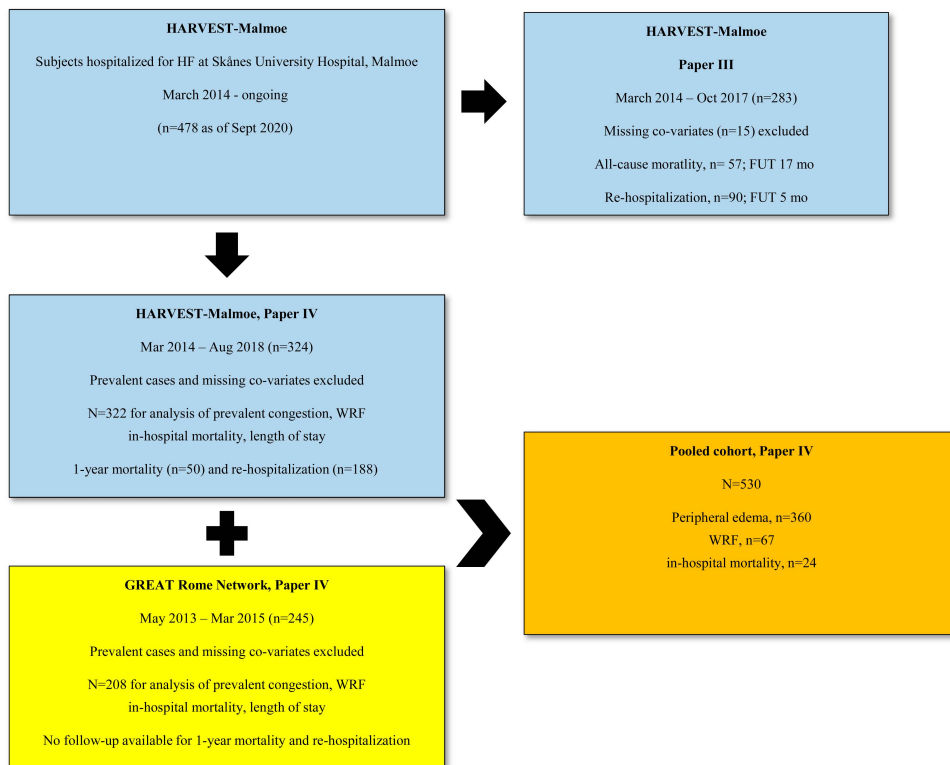 HARVEST-Malmoe
Subjects hospitalized for HF at Skånes University Hospital, Malmoe
March 2014 - ongoing
(n=478 as of Sept 2020)
HARVEST-Malmoe
Paper III
March 2014 – Oct 2017 (n=283)
Missing co-variates (n=15) excluded
All-cause moratlity, n= 57; FUT 17 mo
Re-hospitalization, n=90; FUT 5 mo
HARVEST-Malmoe, Paper IV
Mar 2014 – Aug 2018 (n=324)
Prevalent cases and missing co-variates excluded
N=322 for analysis of prevalent congestion, WRF
in-hospital mortality, length of stay
1-year mortality (n=50) and re-hospitalization (n=188)
GREAT Rome Network, Paper IV
May 2013 – Mar 2015 (n=245)
Prevalent cases and missing co-variates excluded
N=208 for analysis of prevalent congestion, WRF
in-hospital mortality, length of stay
No follow-up available for 1-year mortality and re-hospitalization
Pooled cohort, Paper IV
N=530
Peripheral edema, n=360
WRF, n=67
in-hospital mortality, n=24